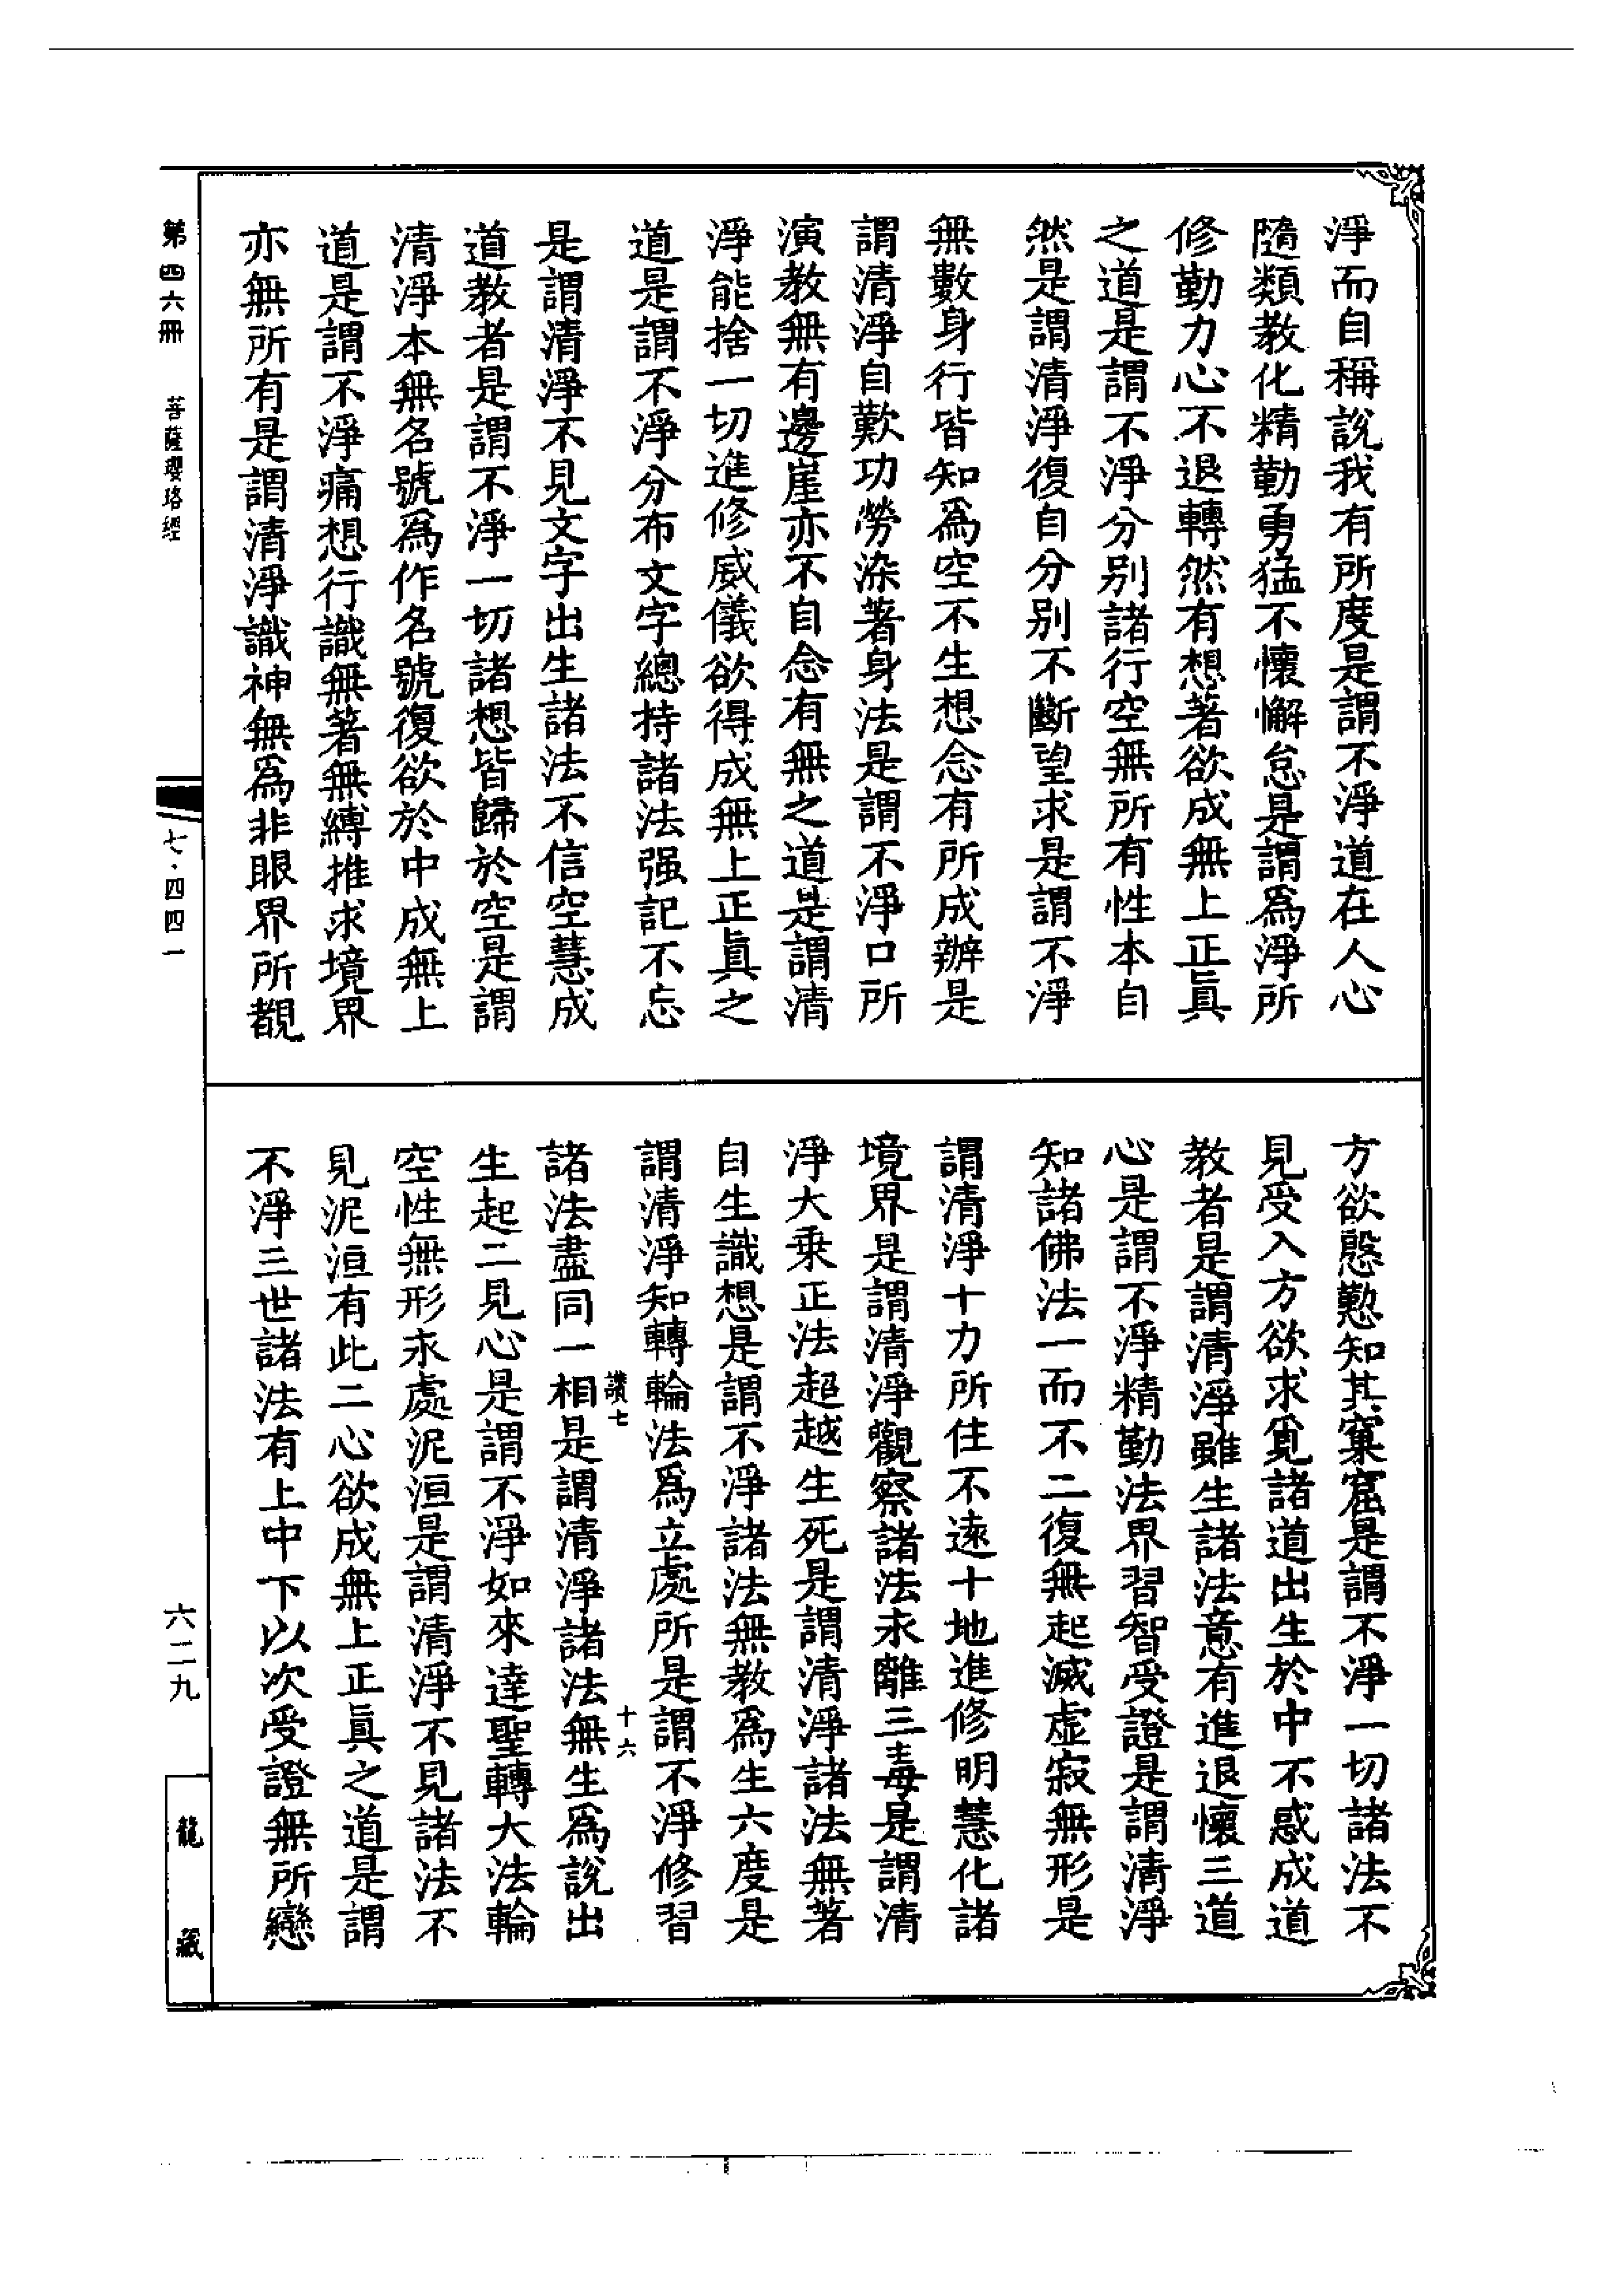 淨而自稱說我有所度是謂不淨道在人心
隨類教化精勤勇猛不懷懈怠是謂爲淨所
修勤力心不退轉然有想著欲成無上正眞
之道是謂不淨分别諸行空無所有性本自
然是謂清淨復自分别不斷望求是謂不淨
無數身行皆知爲空不生想念有所成辦是
謂清淨自歎功勞染著身法是謂不淨口所
演教無有邊崖亦不自念有無之道是謂清
淨能捨一切進修威儀欲得成無上正眞之
道是謂不淨分布文字總持諸法强記不忘
是謂清淨不見文字出生諸法不信空慧成
道教者是謂不淨一切諸想皆歸於空是謂
清淨本無名號爲作名號復欲於中成無上
道是謂不淨痛想行識無著無縛推求境界
亦無所有是謂清淨識神無爲非眼界所覩
方欲慇懃知其窠窟是謂不淨一切諸法不
見受入方欲求覓諸道出生於中不惑成道
教者是謂清淨雖生諸法意有進退懷三道
心是謂不淨精勤法界習智受證是謂清淨
知諸佛法一而不二復無起滅虛寂無形是
謂清淨十力所住不遠十地進修明慧化諸
境界是謂清淨觀察諸法永離三毒是謂清
淨大乘正法超越生死是謂清淨諸法無著
自生識想是謂不淨諸法無教爲生六度是
謂清淨知轉輪法爲立處所是謂不淨修習
讚七 十六
諸法盡同一相是謂清淨諸法無生爲說出
生起二見心是謂不淨如來達聖轉大法輪
空性無形永處泥洹是謂清淨不見諸法不
見泥洹有此二心欲成無上正眞之道是謂
不淨三世諸法有上中下以次受證無所戀
第四六冊 菩薩瓔珞經
七·四四一
六二九
龍藏